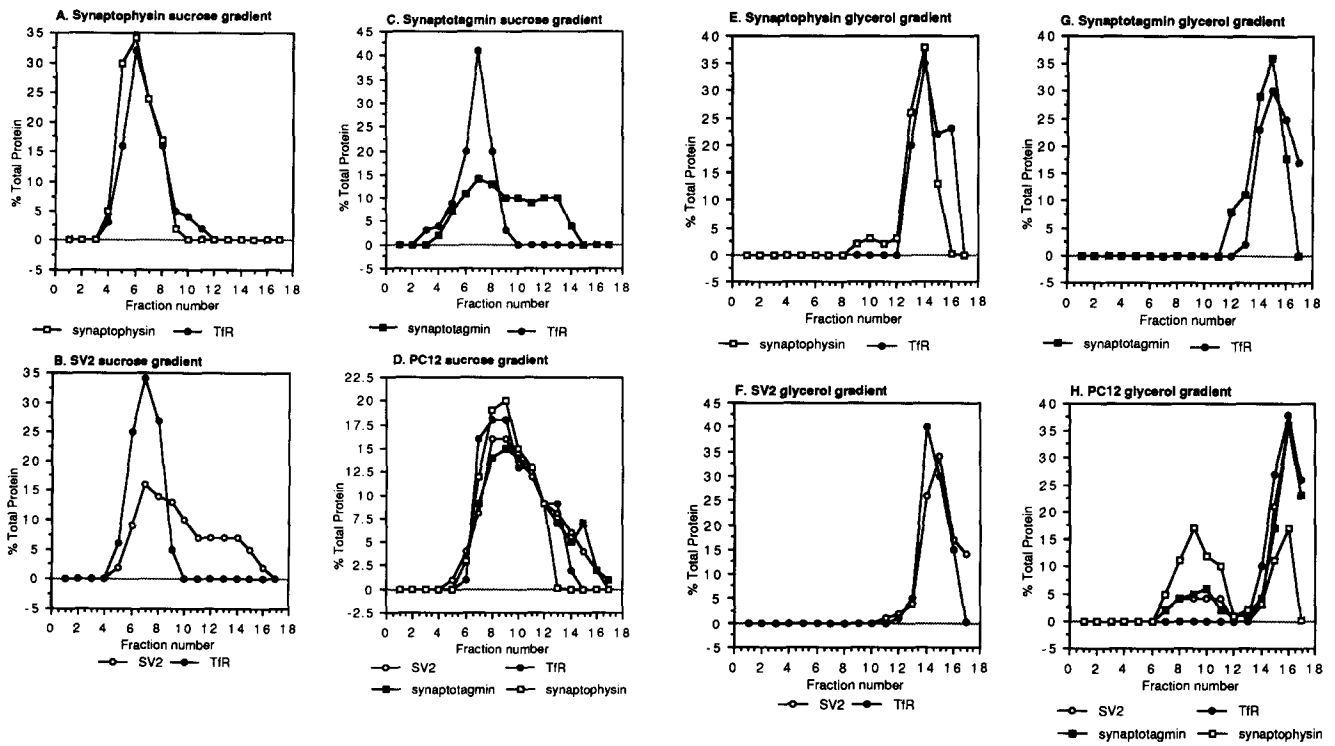 A. Synaptophysin sucrose gradient
% Total Protein
35
30
25
20
15
10
5
0
-5
0 2 4 6 8 10 12 14 16 18
Fraction number
synaptophysin TfR
B. SV2 sucrose gradient
% Total Protein
35
30
25
20
15
10
5
0
-5
0 2 4 6 8 10 12 14 16 18
Fraction number
SV2 TfR
C. Synaptotagmin sucrose gradient
% Total Protein
45
40
35
30
25
20
15
10
5
0
-5
0 2 4 6 8 10 12 14 16 18
Fraction number
synaptotagmin TfR
D. PC12 sucrose gradient
% Total Protein
22.5
20
17.5
15
12.5
10
7.5
5
2.5
0
-2.5
0 2 4 6 8 10 12 14 16 18
Fraction number
SV2 TfR
synaptotagmin synaptophysin
E. Synaptophysin glycerol gradient
% Total Protein
40
35
30
25
20
15
10
5
0
-5
0 2 4 6 8 10 12 14 16 18
Fraction number
synaptophysin TfR
F. SV2 glycerol gradient
% Total Protein
45
40
35
30
25
20
15
10
5
0
-5
0 2 4 6 8 10 12 14 16 18
Fraction number
SV2 TfR
G. Synaptotagmin glycerol gradient
% Total Protein
40
35
30
25
20
15
10
5
0
-5
0 2 4 6 8 10 12 14 16 18
Fraction number
synaptotagmin TfR
H. PC12 glycerol gradient
% Total Protein
40
35
30
25
20
15
10
5
0
-5
0 2 4 6 8 10 12 14 16 18
Fraction number
SV2 TfR
synaptotagmin synaptophysin